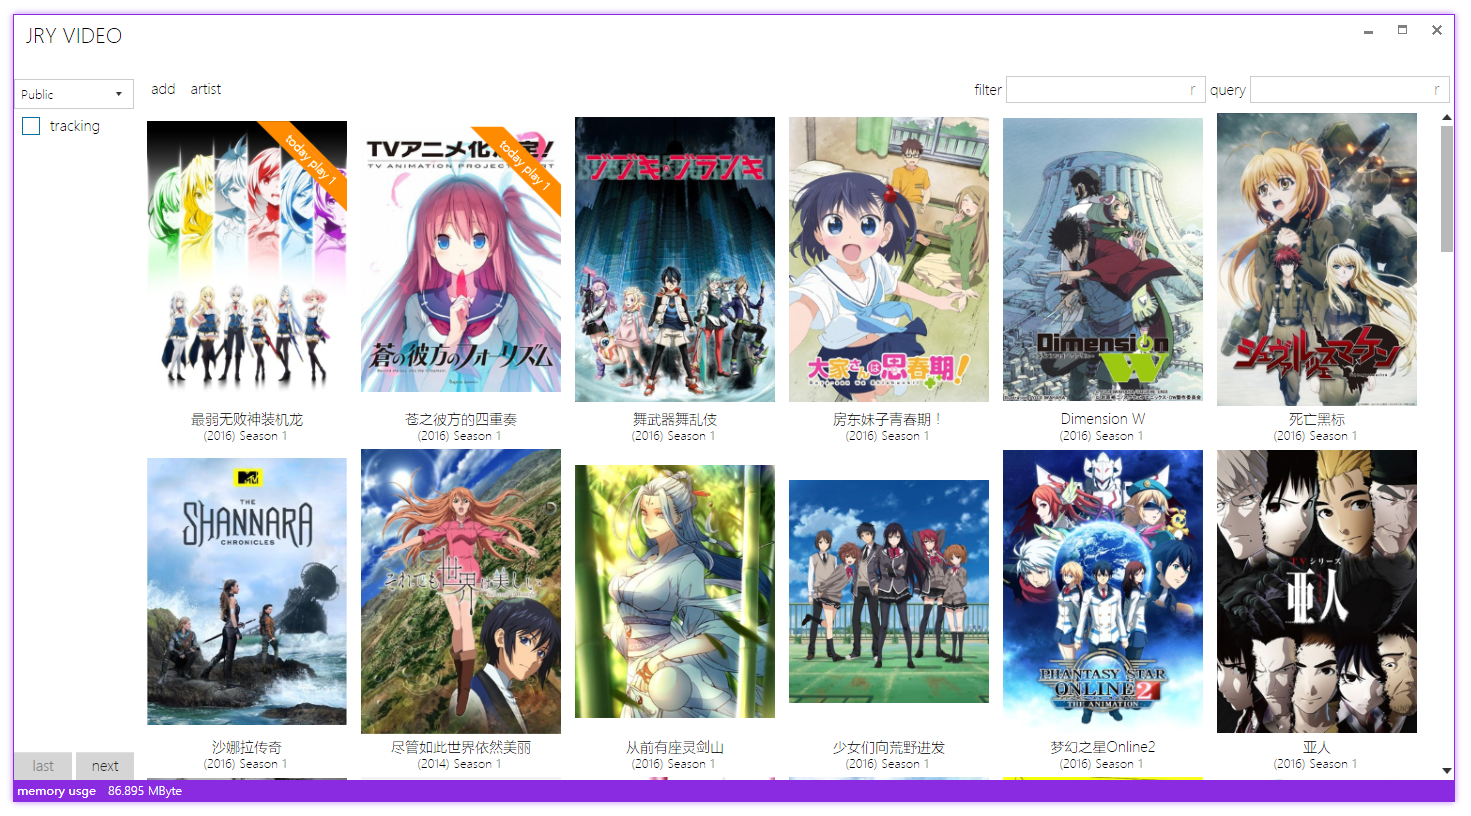 JRY VIDEO
Public
add
artist
filter
r
query
r
tracking
today play 1
TVアニメ化決定!
TV ANIMATION PROJECT
today play 1
蒼の彼方のフォーリズム
ブブキ・ブランキ
大家さんは思春期!
Dimension W
シュヴァルツェスマーケン
最弱无败神装机龙
(2016) Season 1
苍之彼方的四重奏
(2016) Season 1
舞武器舞乱伎
(2016) Season 1
房东妹子青春期！
(2016) Season 1
Dimension W
(2016) Season 1
死亡黑标
(2016) Season 1
MTV
THE
SHANNARA
CHRONICLES
それでも世界は美しい
PHANTASY STAR
ONLINE 2
THE ANIMATION
TVシリーズ
亜人
沙娜拉传奇
(2016) Season 1
尽管如此世界依然美丽
(2014) Season 1
从前有座灵剑山
(2016) Season 1
少女们向荒野进发
(2016) Season 1
梦幻之星Online2
(2016) Season 1
亚人
(2016) Season 1
last
next
memory usge
86.895 MByte